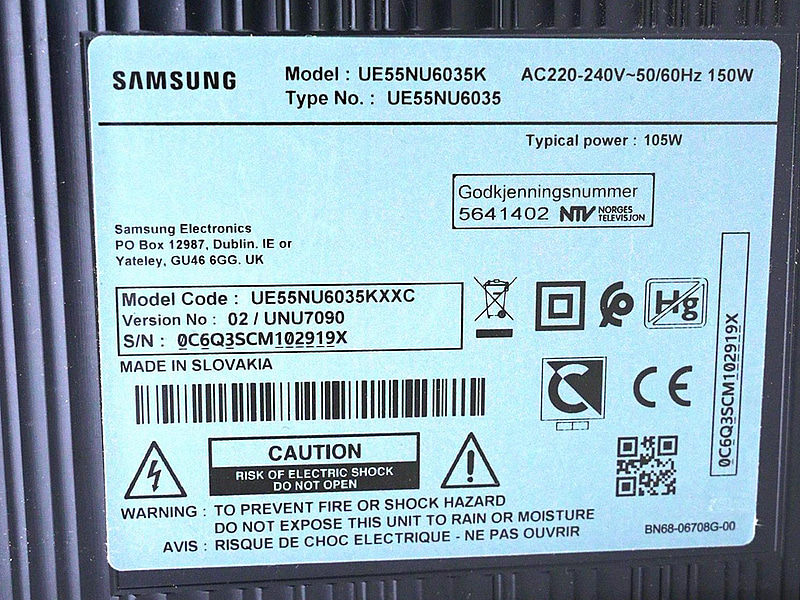 SAMSUNG
Model : UE55NU6035K
AC220-240V~50/60Hz 150W
Type No. : UE55NU6035
Typical power : 105W
Godkjenningsnummer
5641402 NTV NORGES
TELEVISJON
Samsung Electronics
PO Box 12987, Dublin. IE or
Yateley, GU46 6GG. UK
Model Code : UE55NU6035KXXC
Version No : 02 / UNU7090
S/N : 0C6Q3SCM102919X
Hg
MADE IN SLOVAKIA
0C6Q3SCM102919X
CE
CAUTION
RISK OF ELECTRIC SHOCK
DO NOT OPEN
WARNING : TO PREVENT FIRE OR SHOCK HAZARD
DO NOT EXPOSE THIS UNIT TO RAIN OR MOISTURE
AVIS : RISQUE DE CHOC ELECTRIQUE - NE PAS OUVRIR
BN68-06708G-00